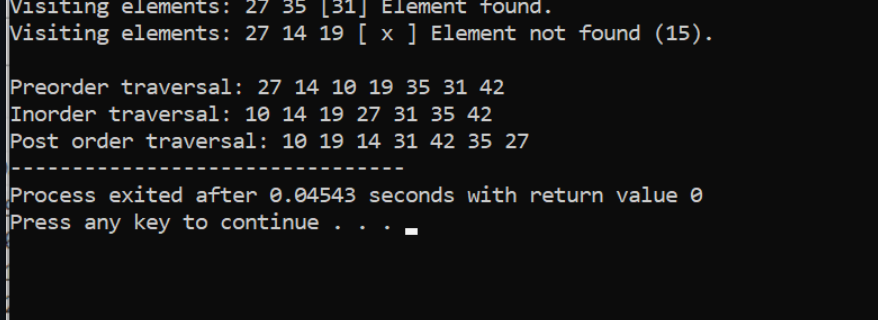 Visiting elements: 27 35 [31] Element found.
Visiting elements: 27 14 19 [ x ] Element not found (15).
Preorder traversal: 27 14 10 19 35 31 42
Inorder traversal: 10 14 19 27 31 35 42
Post order traversal: 10 19 14 31 42 35 27
--------------------------------
Process exited after 0.04543 seconds with return value 0
Press any key to continue . . .